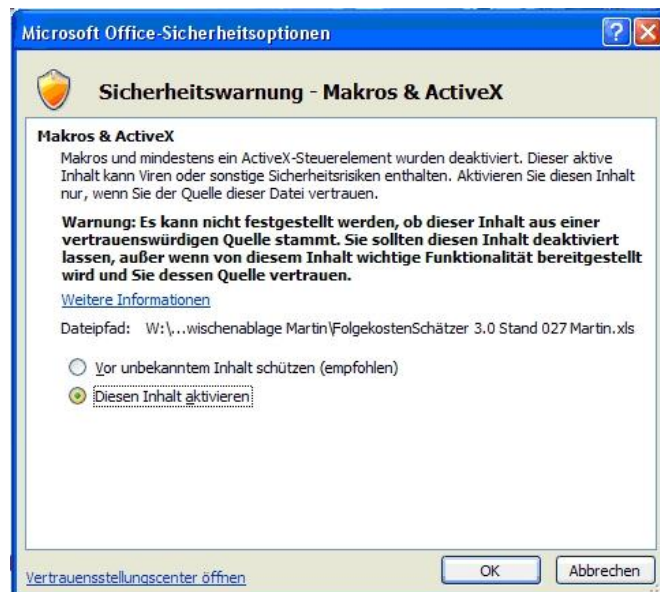 Microsoft Office-Sicherheitsoptionen
Sicherheitswarnung - Makros & ActiveX
Makros & ActiveX
Makros und mindestens ein ActiveX-Steuerelement wurden deaktiviert. Dieser aktive
Inhalt kann Viren oder sonstige Sicherheitsrisiken enthalten. Aktivieren Sie diesen Inhalt
nur, wenn Sie der Quelle dieser Datei vertrauen.
Warnung: Es kann nicht festgestellt werden, ob dieser Inhalt aus einer
vertrauenswürdigen Quelle stammt. Sie sollten diesen Inhalt deaktiviert
lassen, außer wenn von diesem Inhalt wichtige Funktionalität bereitgestellt
wird und Sie dessen Quelle vertrauen.
Weitere Informationen
Dateipfad: W:\...wischenablage Martin\FolgekostenSchätzer 3.0 Stand 027 Martin.xls
Vor unbekanntem Inhalt schützen (empfohlen)
Diesen Inhalt aktivieren
Vertrauensstellungscenter öffnen
OK
Abbrechen